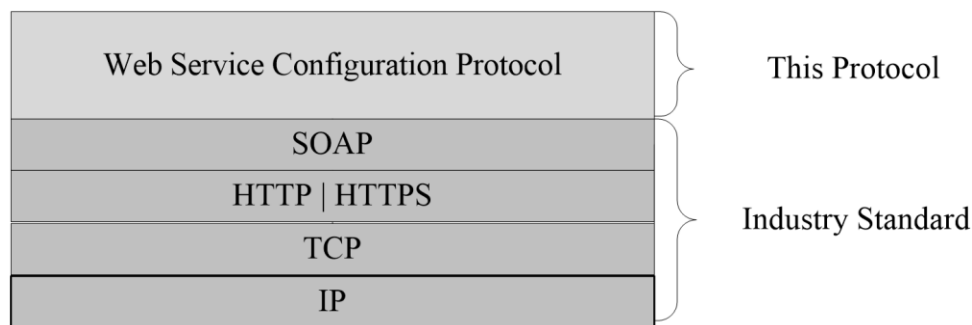 Web Service Configuration Protocol
This Protocol
SOAP
HTTP | HTTPS
Industry Standard
TCP
IP